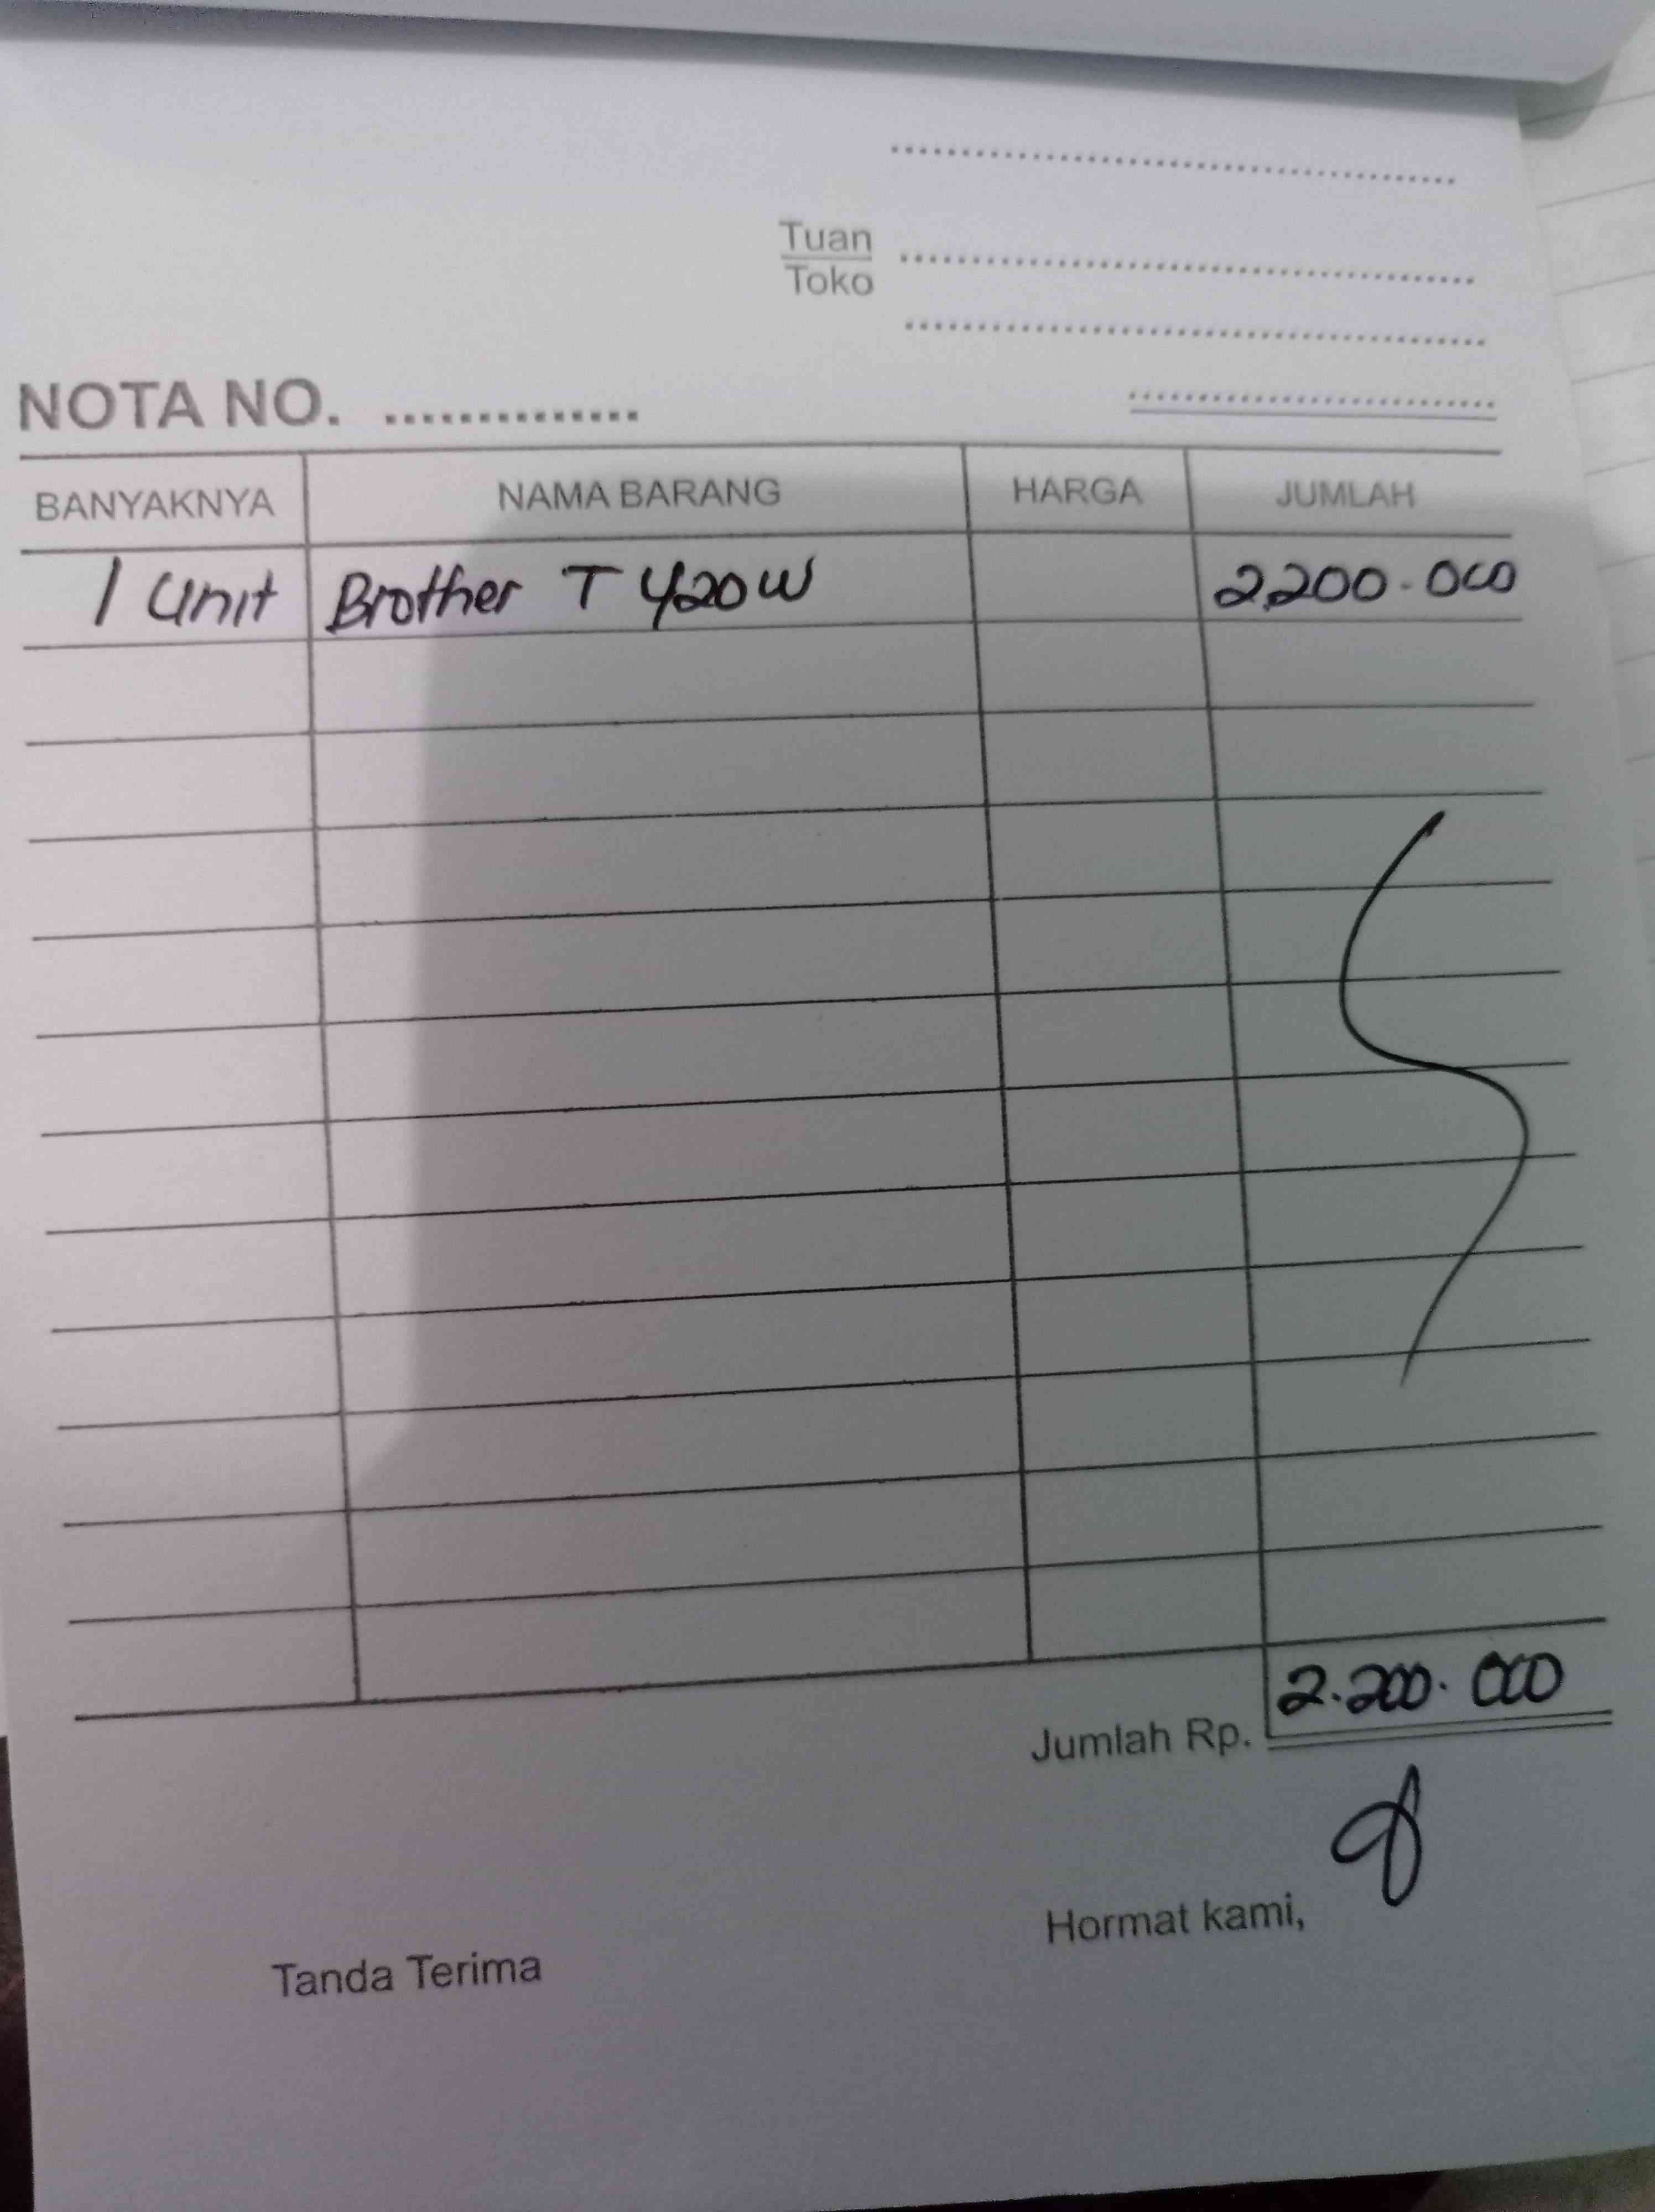 Tuan
Toko
NOTA NO. ..............
BANYAKNYA NAMA BARANG HARGA JUMLAH
1 Unit Brother T 420W 2.200.000
Jumlah Rp. 2.200.000
Hormat kami,
Tanda Terima